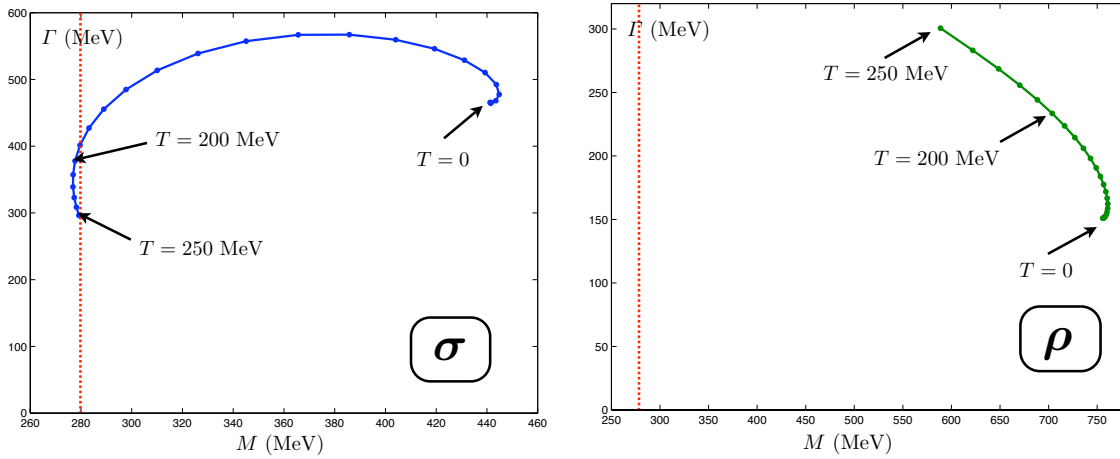 Γ (MeV)
600
500
400
300
200
100
0
T = 200 MeV
T = 0
T = 250 MeV
σ
260 280 300 320 340 360 380 400 420 440 460
M (MeV)
Γ (MeV)
300
250
200
150
100
50
0
T = 250 MeV
T = 200 MeV
T = 0
ρ
250 300 350 400 450 500 550 600 650 700 750
M (MeV)